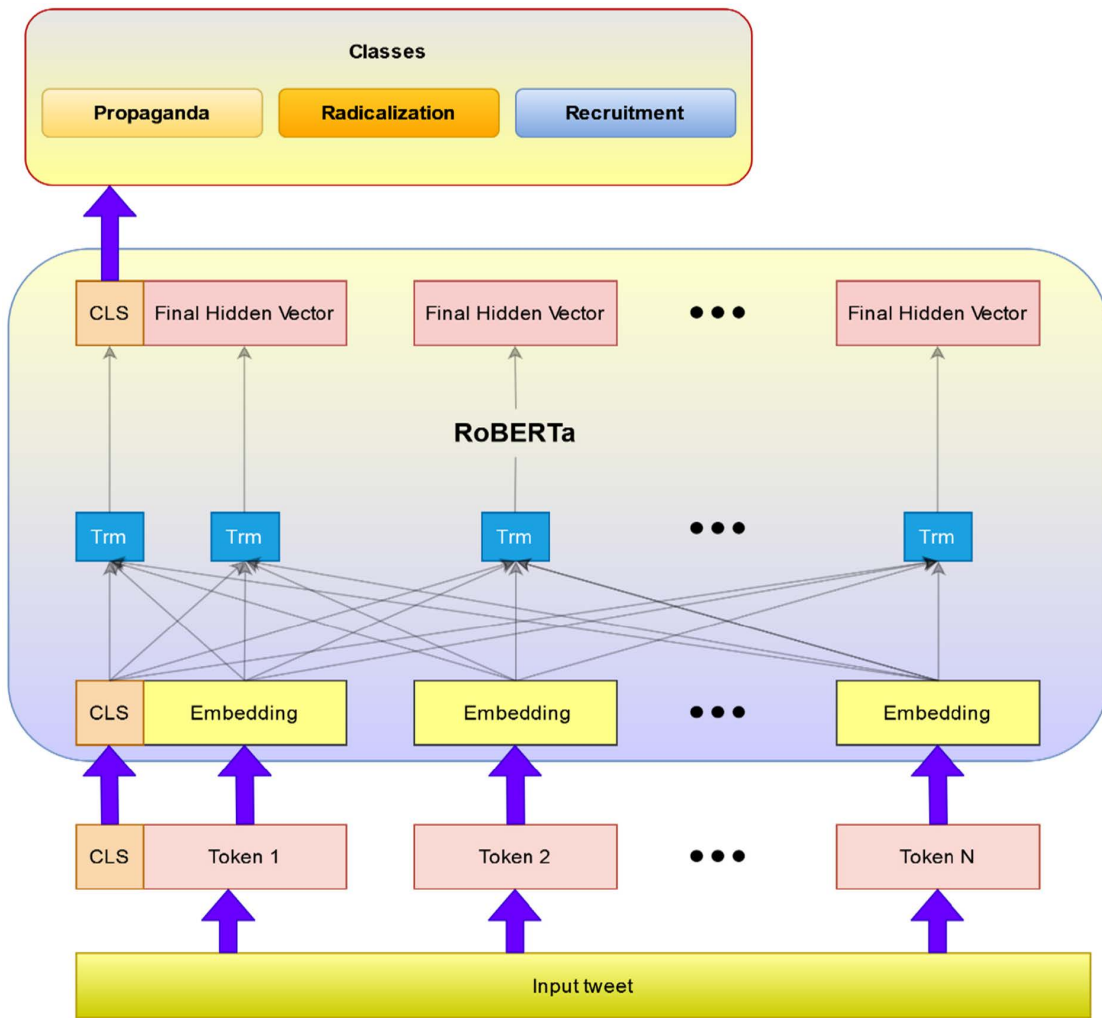 Classes
Propaganda Radicalization Recruitment
CLS Final Hidden Vector Final Hidden Vector Final Hidden Vector
RoBERTa
Trm Trm Trm Trm
CLS Embedding Embedding Embedding
CLS Token 1 Token 2 Token N
Input tweet